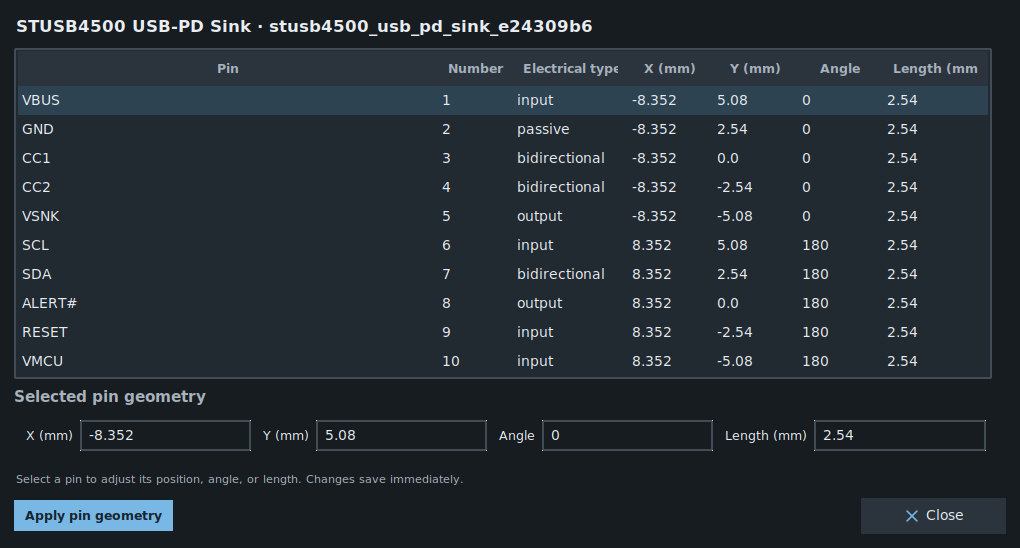 STUSB4500 USB-PD Sink · stusb4500_usb_pd_sink_e24309b6
Pin Number Electrical type X (mm) Y (mm) Angle Length (mm
VBUS 1 input -8.352 5.08 0 2.54
GND 2 passive -8.352 2.54 0 2.54
CC1 3 bidirectional -8.352 0.0 0 2.54
CC2 4 bidirectional -8.352 -2.54 0 2.54
VSNK 5 output -8.352 -5.08 0 2.54
SCL 6 input 8.352 5.08 180 2.54
SDA 7 bidirectional 8.352 2.54 180 2.54
ALERT# 8 output 8.352 0.0 180 2.54
RESET 9 input 8.352 -2.54 180 2.54
VMCU 10 input 8.352 -5.08 180 2.54
Selected pin geometry
X (mm) -8.352 Y (mm) 5.08 Angle 0 Length (mm) 2.54
Select a pin to adjust its position, angle, or length. Changes save immediately.
Apply pin geometry Close